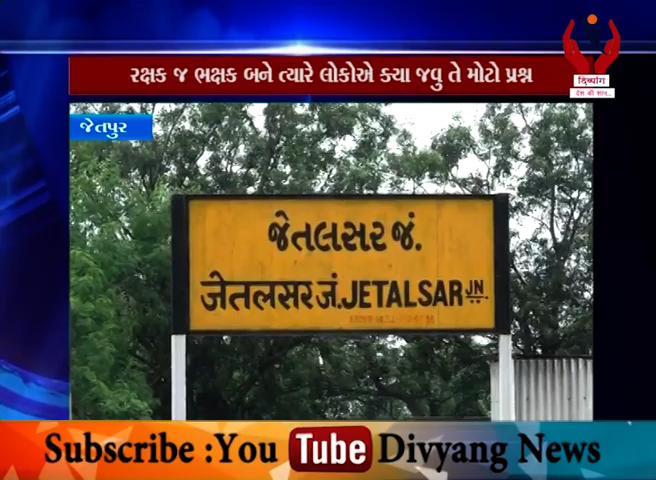 રક્ષક જ ભક્ષક બને ત્યારે લોકોએ ક્યા જવુ તે મોટો પ્રશ્ન
दिव्यांग
देश की शान..
જેતપુર
જેતલસર જં.
જેતલસર જં. JETALSAR JN.
Subscribe :You Tube Divyang News